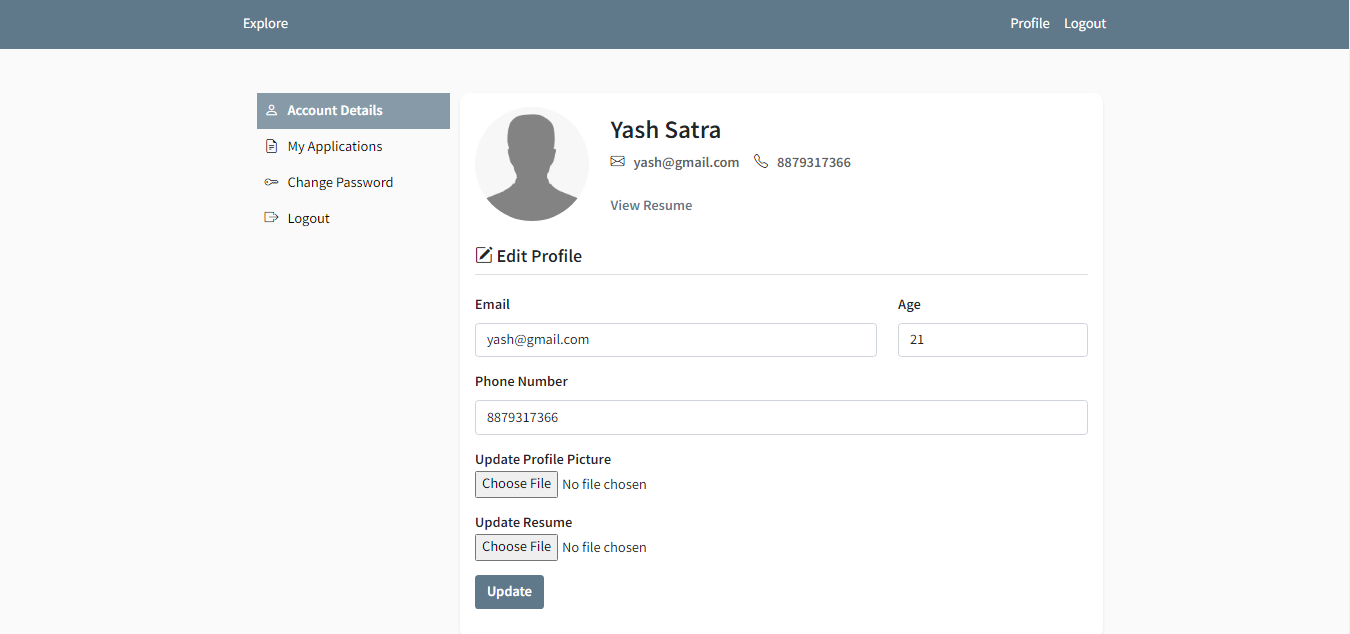 Explore
Profile Logout
Account Details
My Applications
Change Password
Logout
Yash Satra
yash@gmail.com 8879317366
View Resume
Edit Profile
Email Age
yash@gmail.com 21
Phone Number
8879317366
Update Profile Picture
Choose File No file chosen
Update Resume
Choose File No file chosen
Update